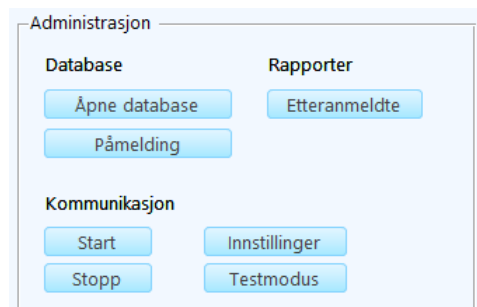 Administrasjon
Database Rapporter
Åpne database Etteranmeldte
Påmelding
Kommunikasjon
Start Innstillinger
Stopp Testmodus